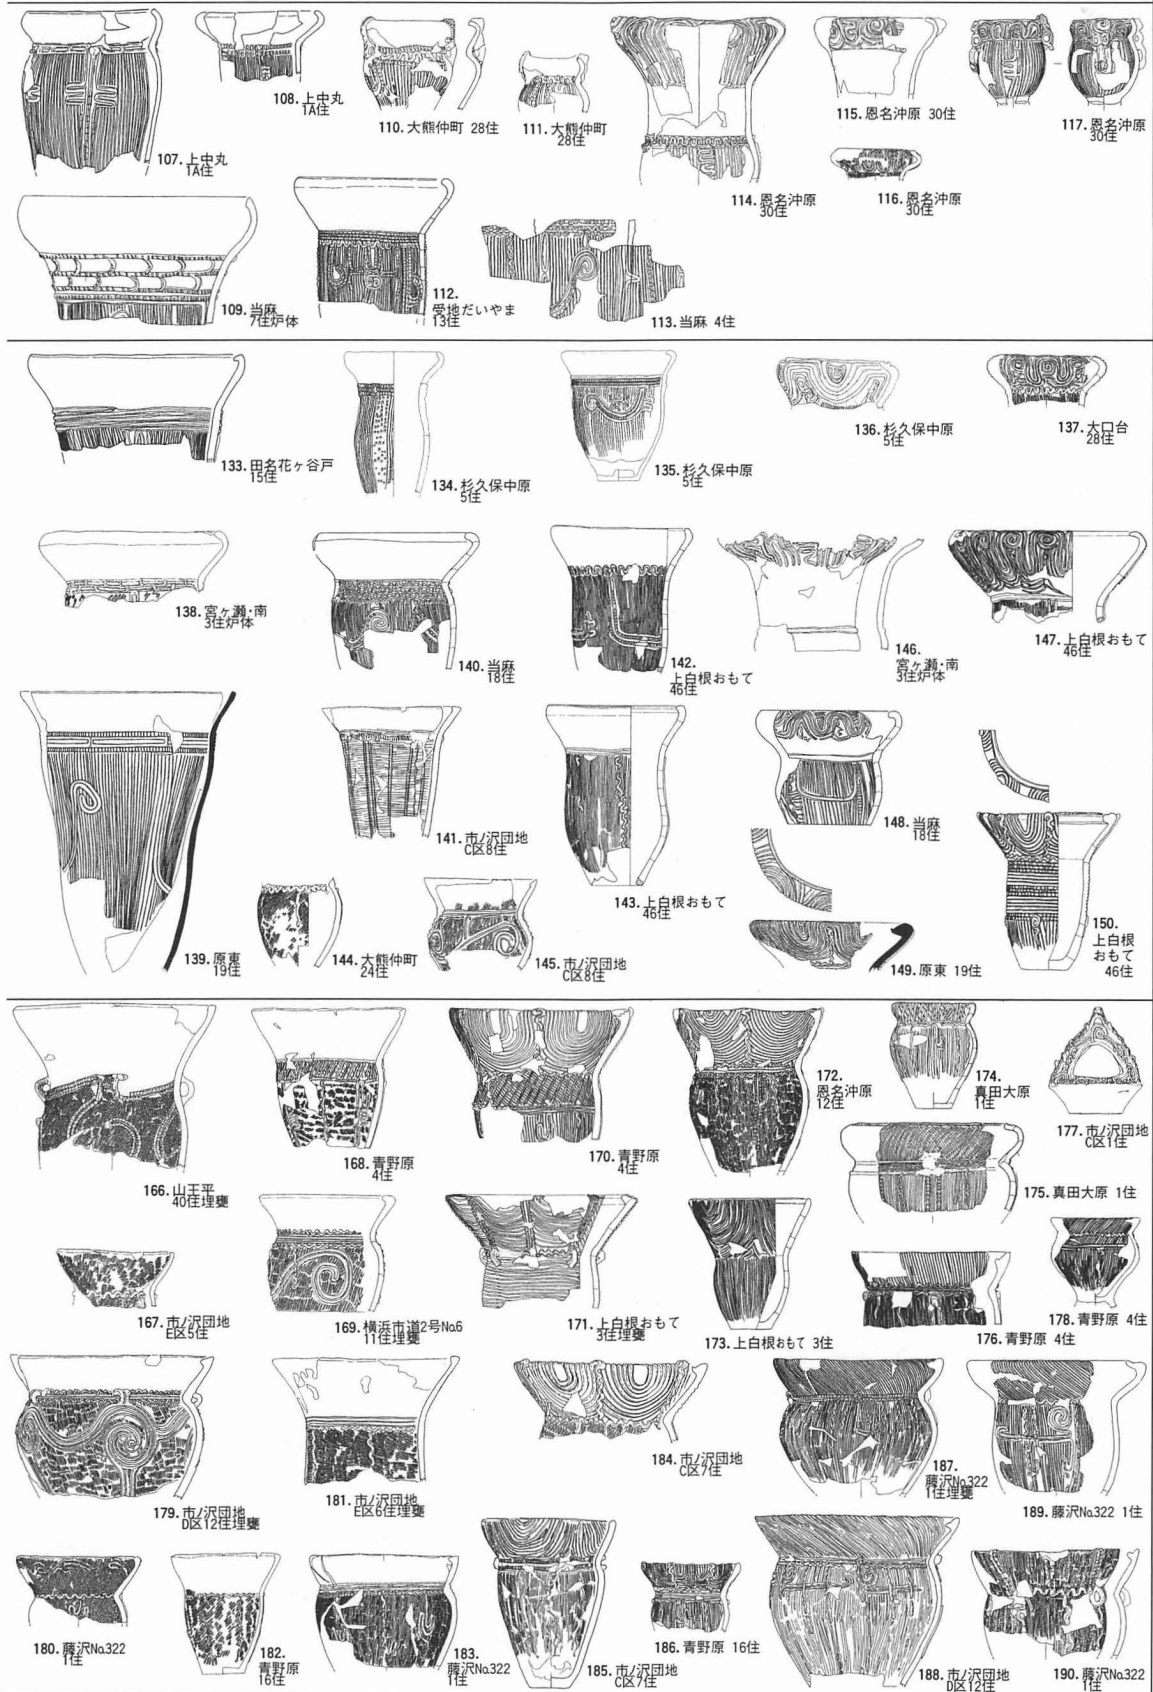 107. 上中丸
1A住
108. 上中丸
1A住
110. 大熊仲町 28住
111. 大熊仲町
28住
114. 恩名沖原
30住
115. 恩名沖原 30住
116. 恩名沖原
30住
117. 恩名沖原
30住
109. 当麻
7住炉体
112.
受地だいやま
13住
113. 当麻 4住
133. 田名花ヶ谷戸
15住
134. 杉久保中原
5住
135. 杉久保中原
5住
136. 杉久保中原
5住
137. 大口台
28住
138. 宮ヶ瀬・南
3住炉体
140. 当麻
18住
142.
上白根おもて
46住
146.
宮ヶ瀬・南
3住炉体
147. 上白根おもて
46住
139. 原東
19住
141. 市ノ沢団地
C区8住
143. 上白根おもて
46住
148. 当麻
18住
144. 大熊仲町
24住
145. 市ノ沢団地
C区8住
149. 原東 19住
150.
上白根
おもて
46住
166. 山王平
40住埋甕
168. 青野原
4住
170. 青野原
4住
172.
恩名沖原
12住
174.
真田大原
1住
177. 市ノ沢団地
C区1住
175. 真田大原 1住
167. 市ノ沢団地
E区5住
169. 横浜市道2号No.6
11住埋甕
171. 上白根おもて
3住埋甕
173. 上白根おもて 3住
176. 青野原 4住
178. 青野原 4住
179. 市ノ沢団地
D区12住埋甕
181. 市ノ沢団地
E区6住埋甕
184. 市ノ沢団地
C区7住
187.
藤沢No.322
1住埋甕
189. 藤沢No.322 1住
180. 藤沢No.322
1住
182.
青野原
16住
183.
藤沢No.322
1住
185. 市ノ沢団地
C区7住
186. 青野原 16住
188. 市ノ沢団地
D区12住
190. 藤沢No.322
1住